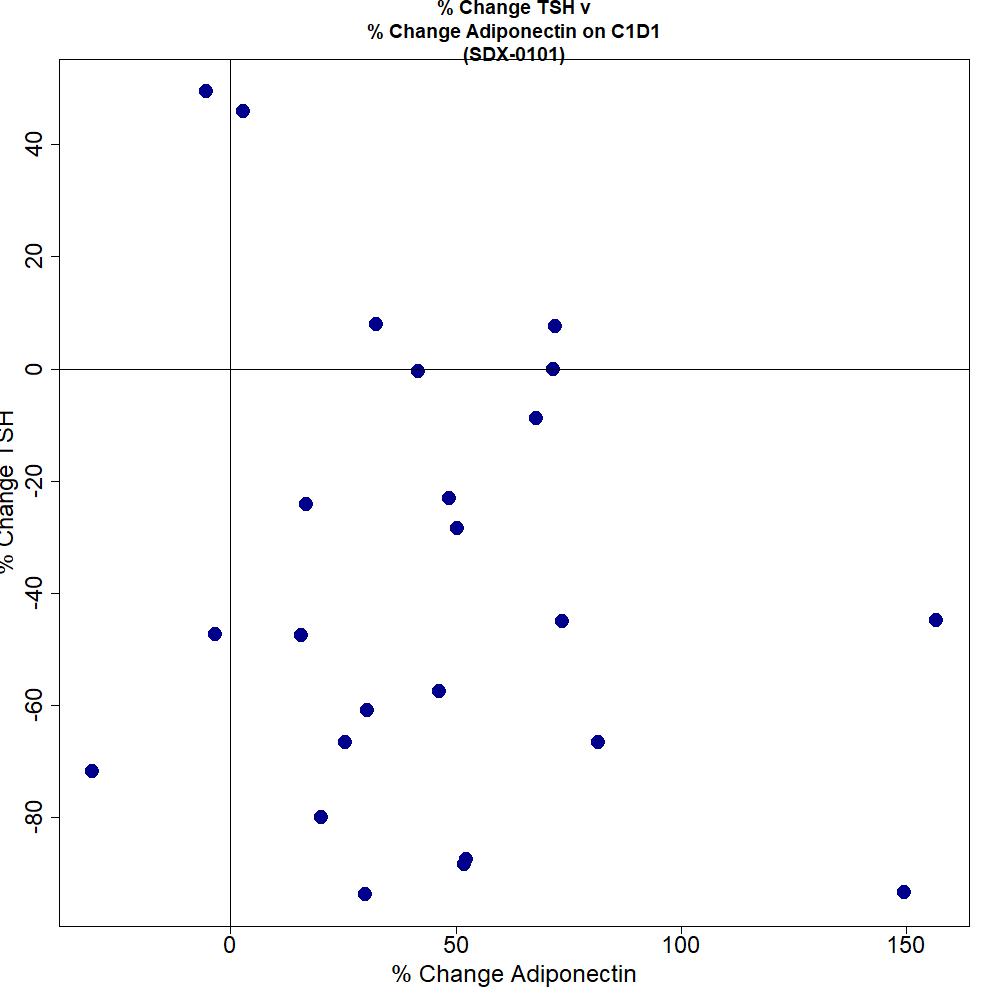 % Change TSH v
% Change Adiponectin on C1D1
(SDX-0101)
% Change TSH
40
20
0
-20
-40
-60
-80
0
50
100
150
% Change Adiponectin